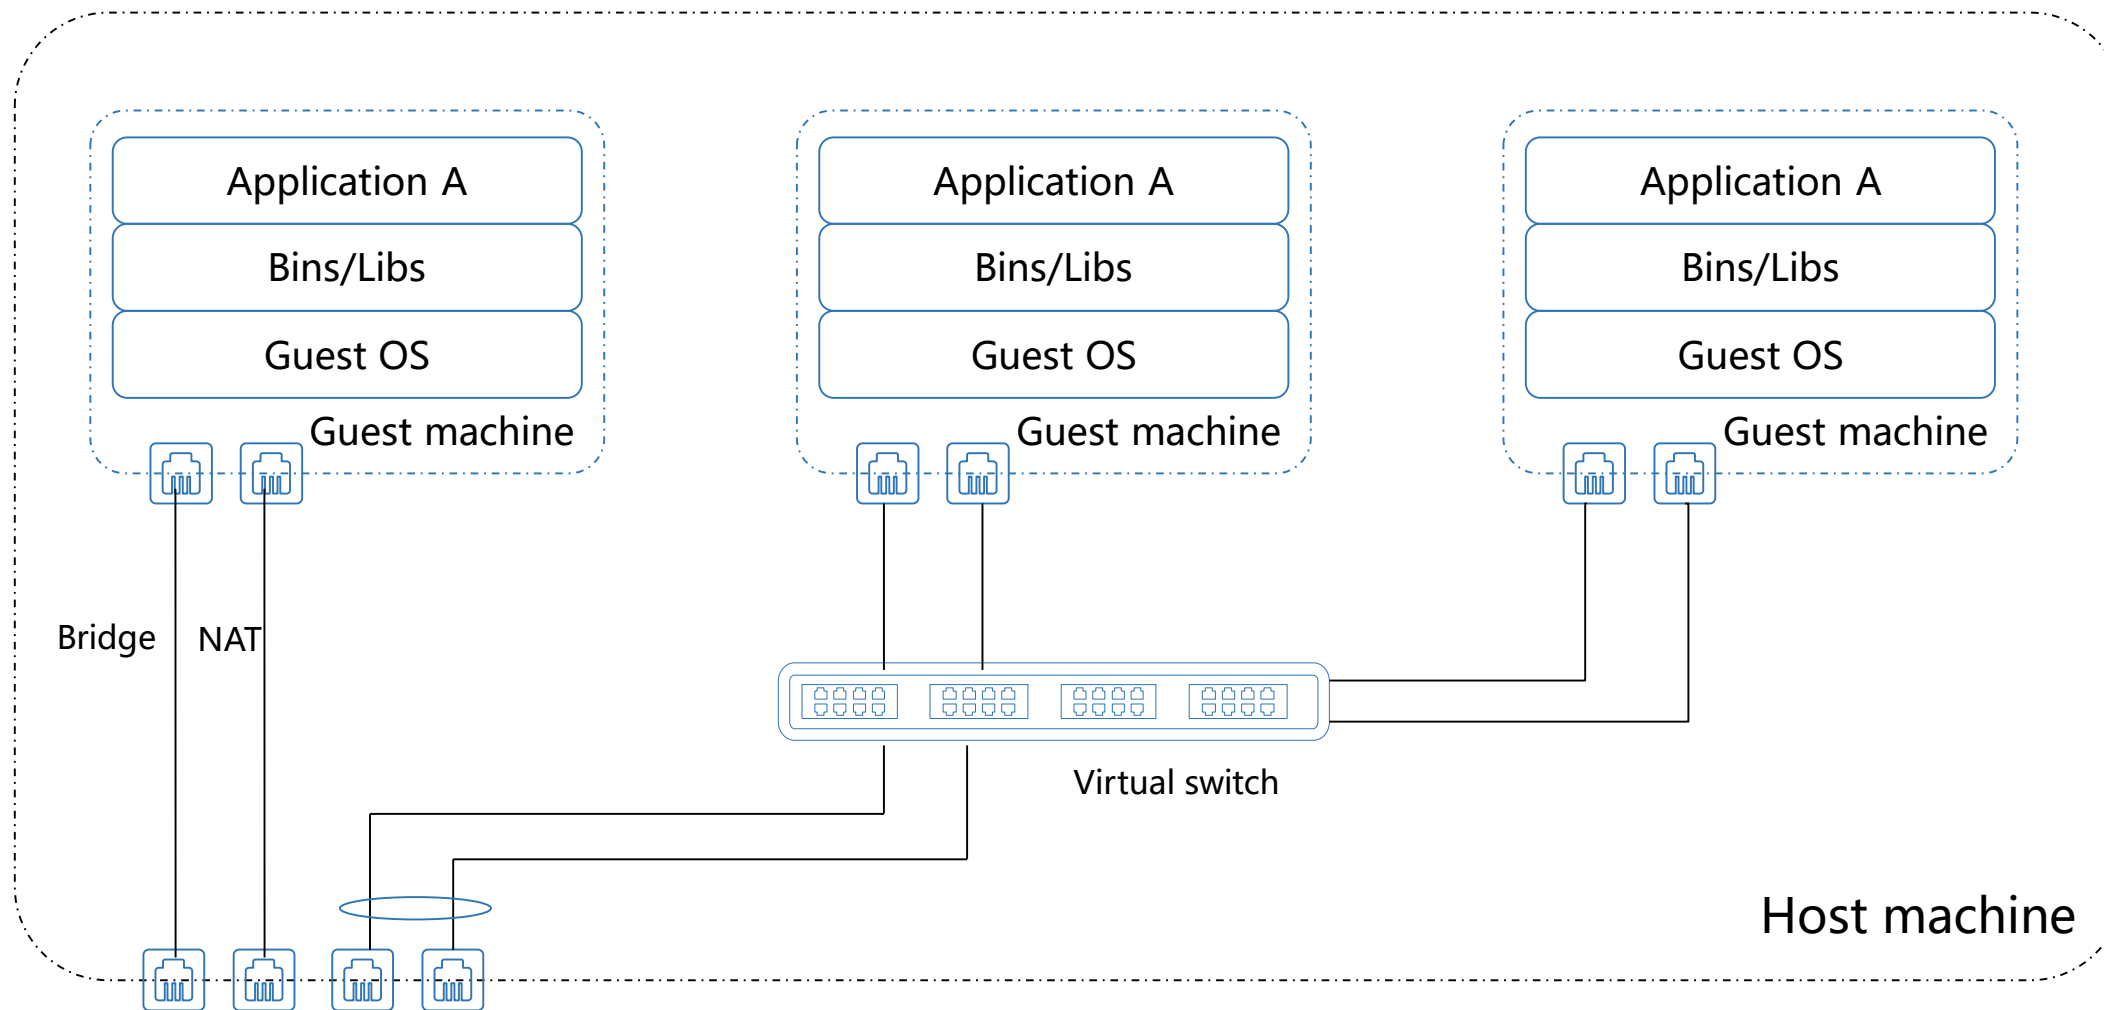 Application A
Bins/Libs
Guest OS
Guest machine
Application A
Bins/Libs
Guest OS
Guest machine
Application A
Bins/Libs
Guest OS
Guest machine
Bridge
NAT
Virtual switch
Host machine